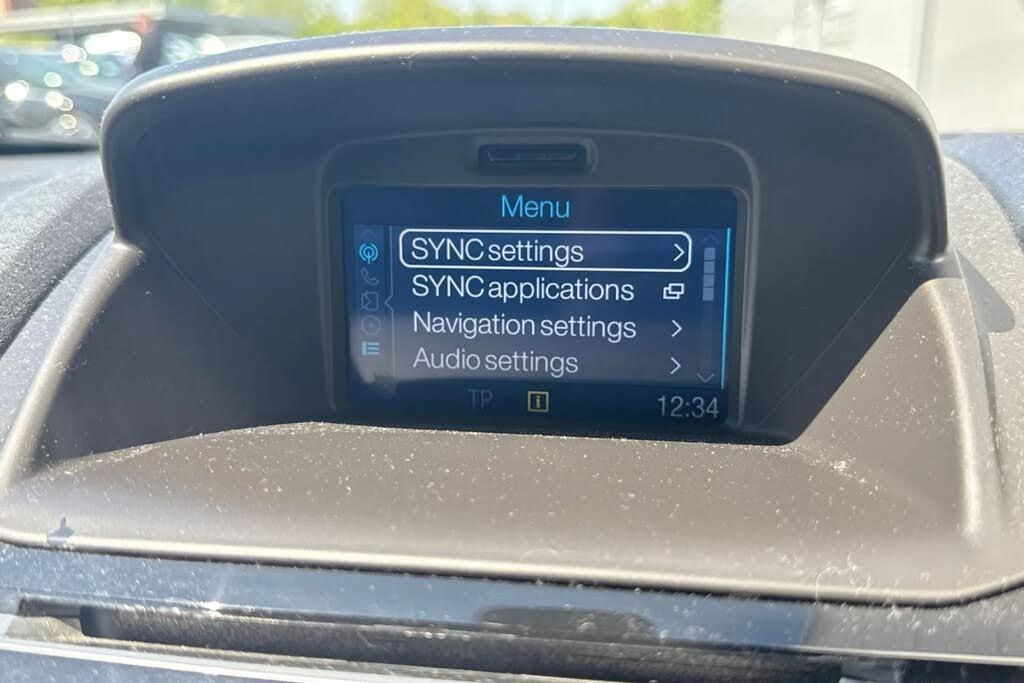 Menu
SYNC settings
SYNC applications
Navigation settings
Audio settings
TP
12:34